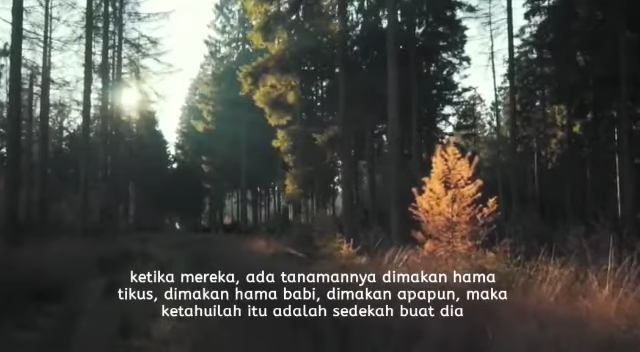 ketika mereka, ada tanamannya dimakan hama
tikus, dimakan hama babi, dimakan apapun, maka
ketahuilah itu adalah sedekah buat dia